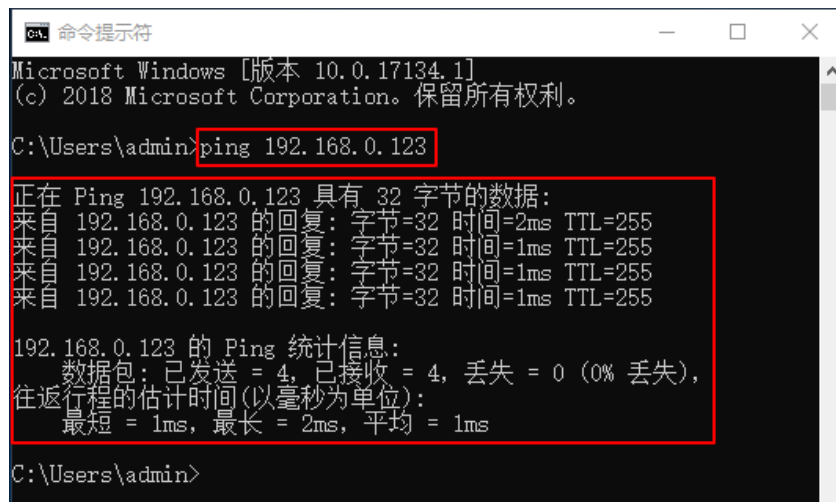 命令提示符
Microsoft Windows [版本 10.0.17134.1]
(c) 2018 Microsoft Corporation。保留所有权利。
C:\Users\admin>ping 192.168.0.123
正在 Ping 192.168.0.123 具有 32 字节的数据:
来自 192.168.0.123 的回复: 字节=32 时间=2ms TTL=255
来自 192.168.0.123 的回复: 字节=32 时间=1ms TTL=255
来自 192.168.0.123 的回复: 字节=32 时间=1ms TTL=255
来自 192.168.0.123 的回复: 字节=32 时间=1ms TTL=255
192.168.0.123 的 Ping 统计信息:
数据包: 已发送 = 4, 已接收 = 4, 丢失 = 0 (0% 丢失),
往返行程的估计时间(以毫秒为单位):
最短 = 1ms, 最长 = 2ms, 平均 = 1ms
C:\Users\admin>